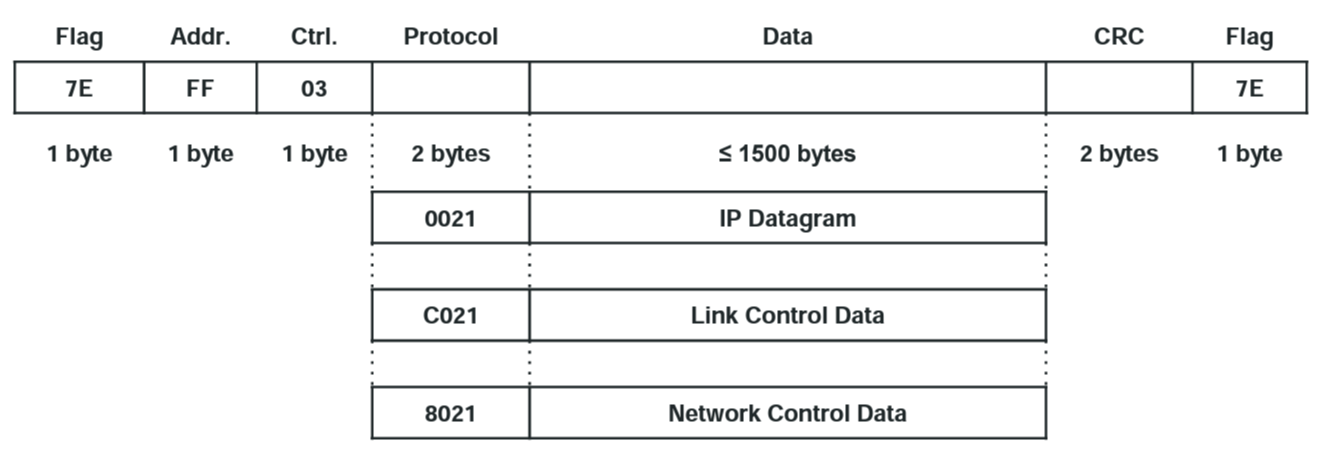 Flag Addr. Ctrl. Protocol Data CRC Flag
7E FF 03 7E
1 byte 1 byte 1 byte 2 bytes ≤ 1500 bytes 2 bytes 1 byte
0021 IP Datagram
C021 Link Control Data
8021 Network Control Data